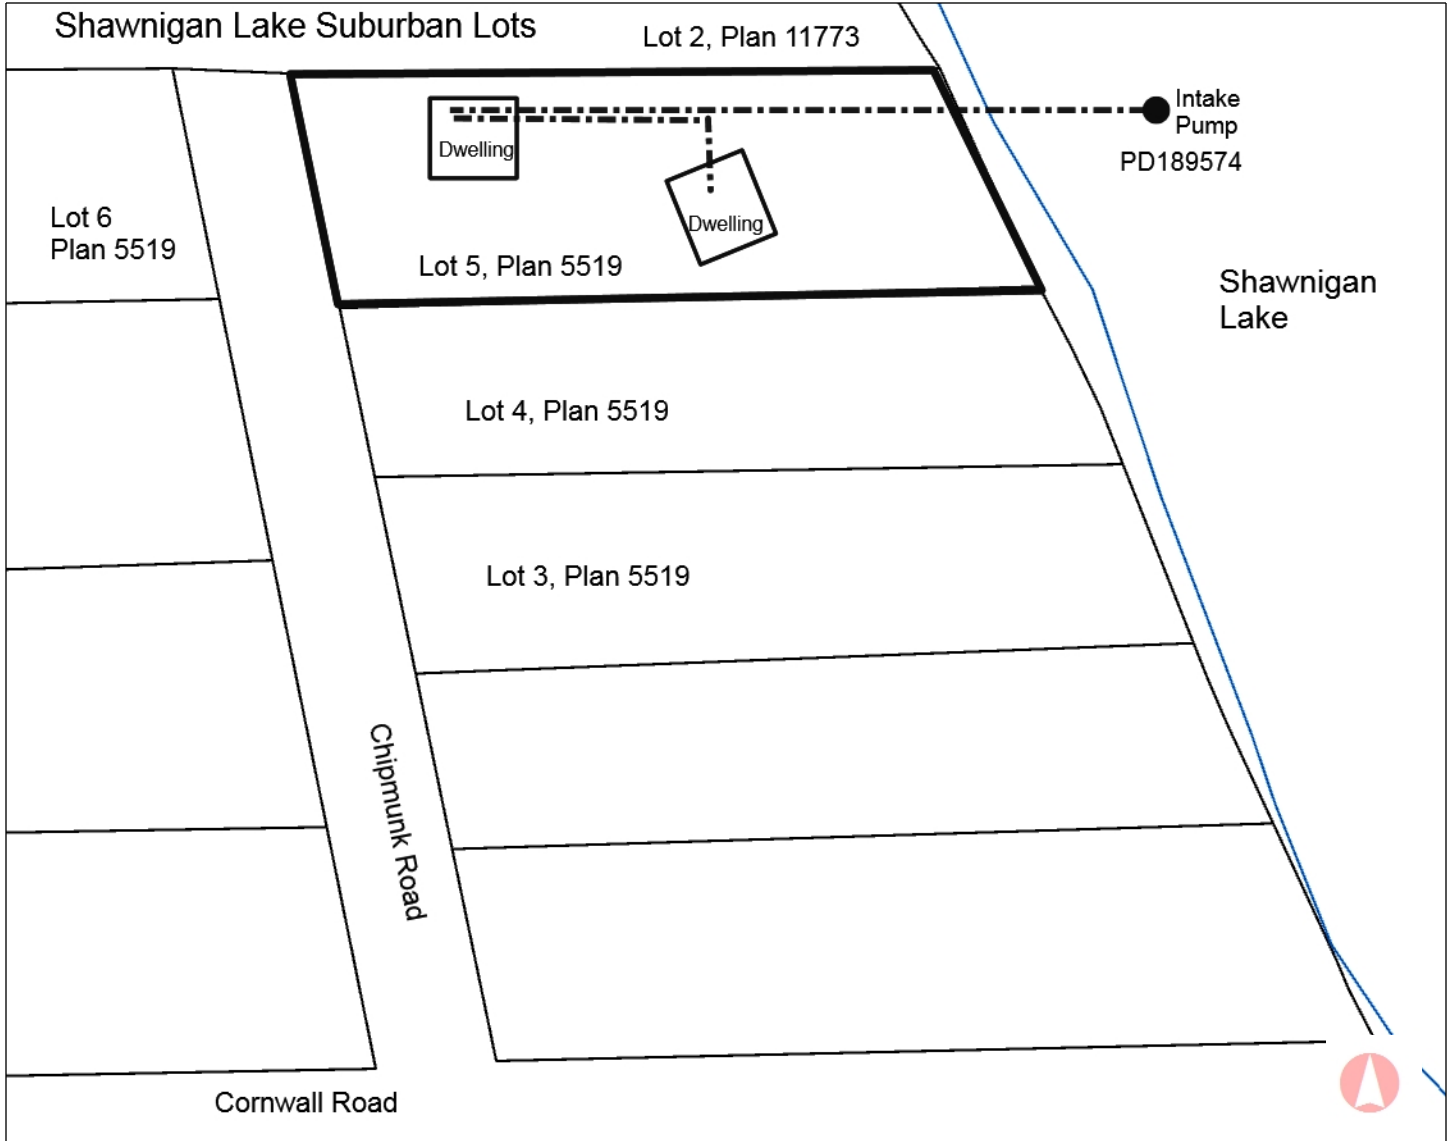 Shawnigan Lake Suburban Lots
Lot 2, Plan 11773
Intake
Pump
PD189574
Dwelling
Dwelling
Lot 6
Plan 5519
Lot 5, Plan 5519
Shawnigan
Lake
Lot 4, Plan 5519
Lot 3, Plan 5519
Chipmunk Road
Cornwall Road